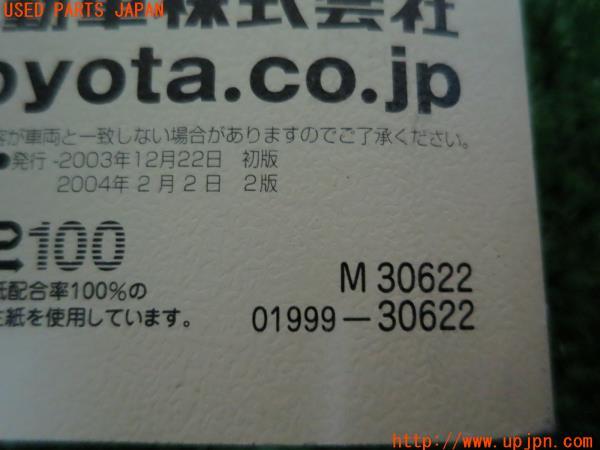 USED PARTS JAPAN
動車株式会社
oyota.co.jp
容が車両と一致しない場合がありますのでご了承ください。
●発行-2003年12月22日 初版
2004年2月2日 2版
100
紙配合率100%の
生紙を使用しています。
M 30622
01999-30622
http://www.upjpn.com/